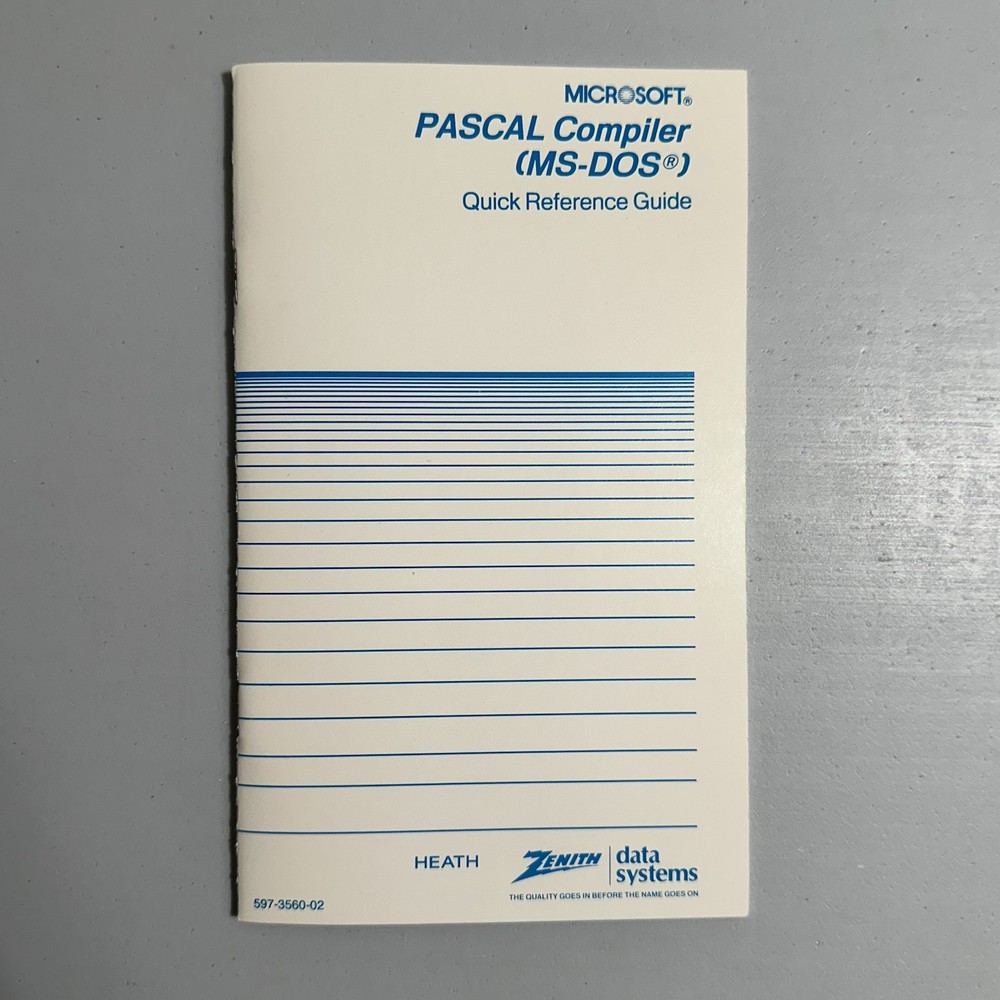 MICROSOFT®
PASCAL Compiler
(MS-DOS®)
Quick Reference Guide
HEATH
ZENITH data systems
THE QUALITY GOES IN BEFORE THE NAME GOES ON
597-3560-02